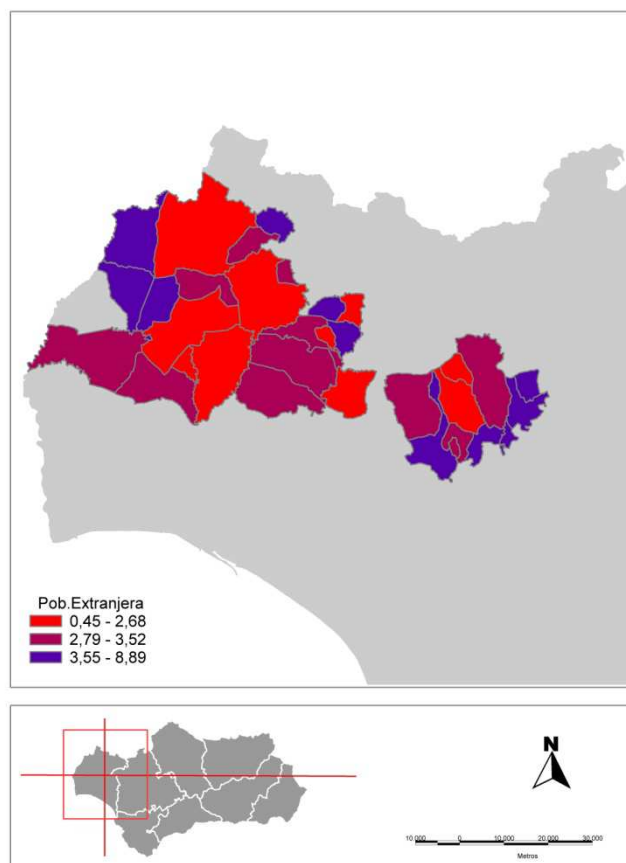 Pob.Extranjera
0,45 - 2,68
2,79 - 3,52
3,55 - 8,89
N
10.000 0 10.000 20.000 30.000
Metros